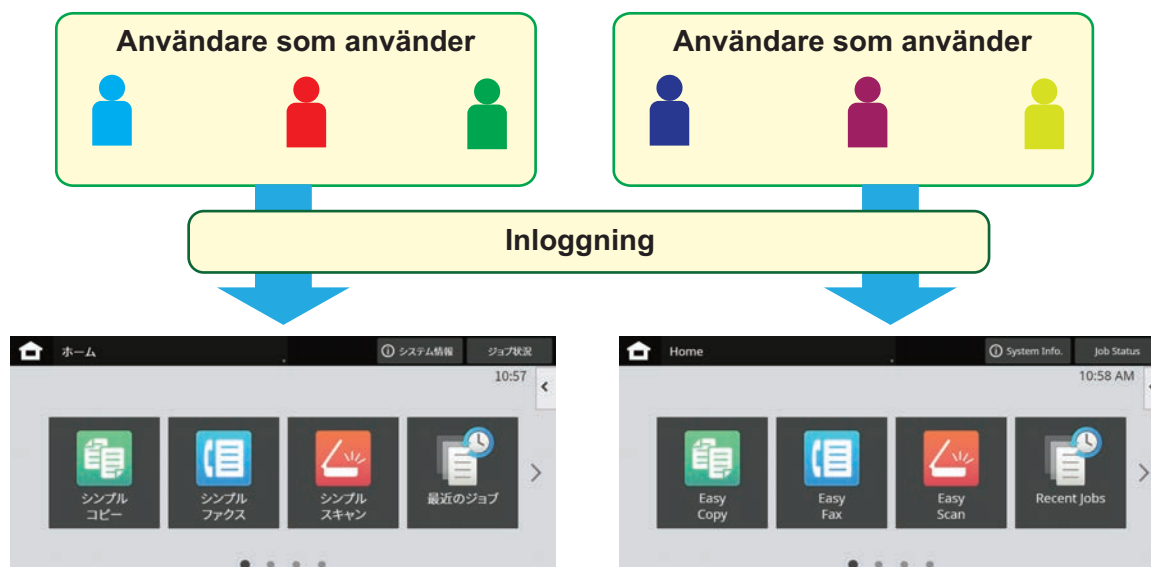 Användare som använder
Användare som använder
Inloggning
ホーム
システム情報
ジョブ状況
10:57
シンプル
コピー
シンプル
ファクス
シンプル
スキャン
最近のジョブ
Home
System Info.
Job Status
10:58 AM
Easy
Copy
Easy
Fax
Easy
Scan
Recent Jobs